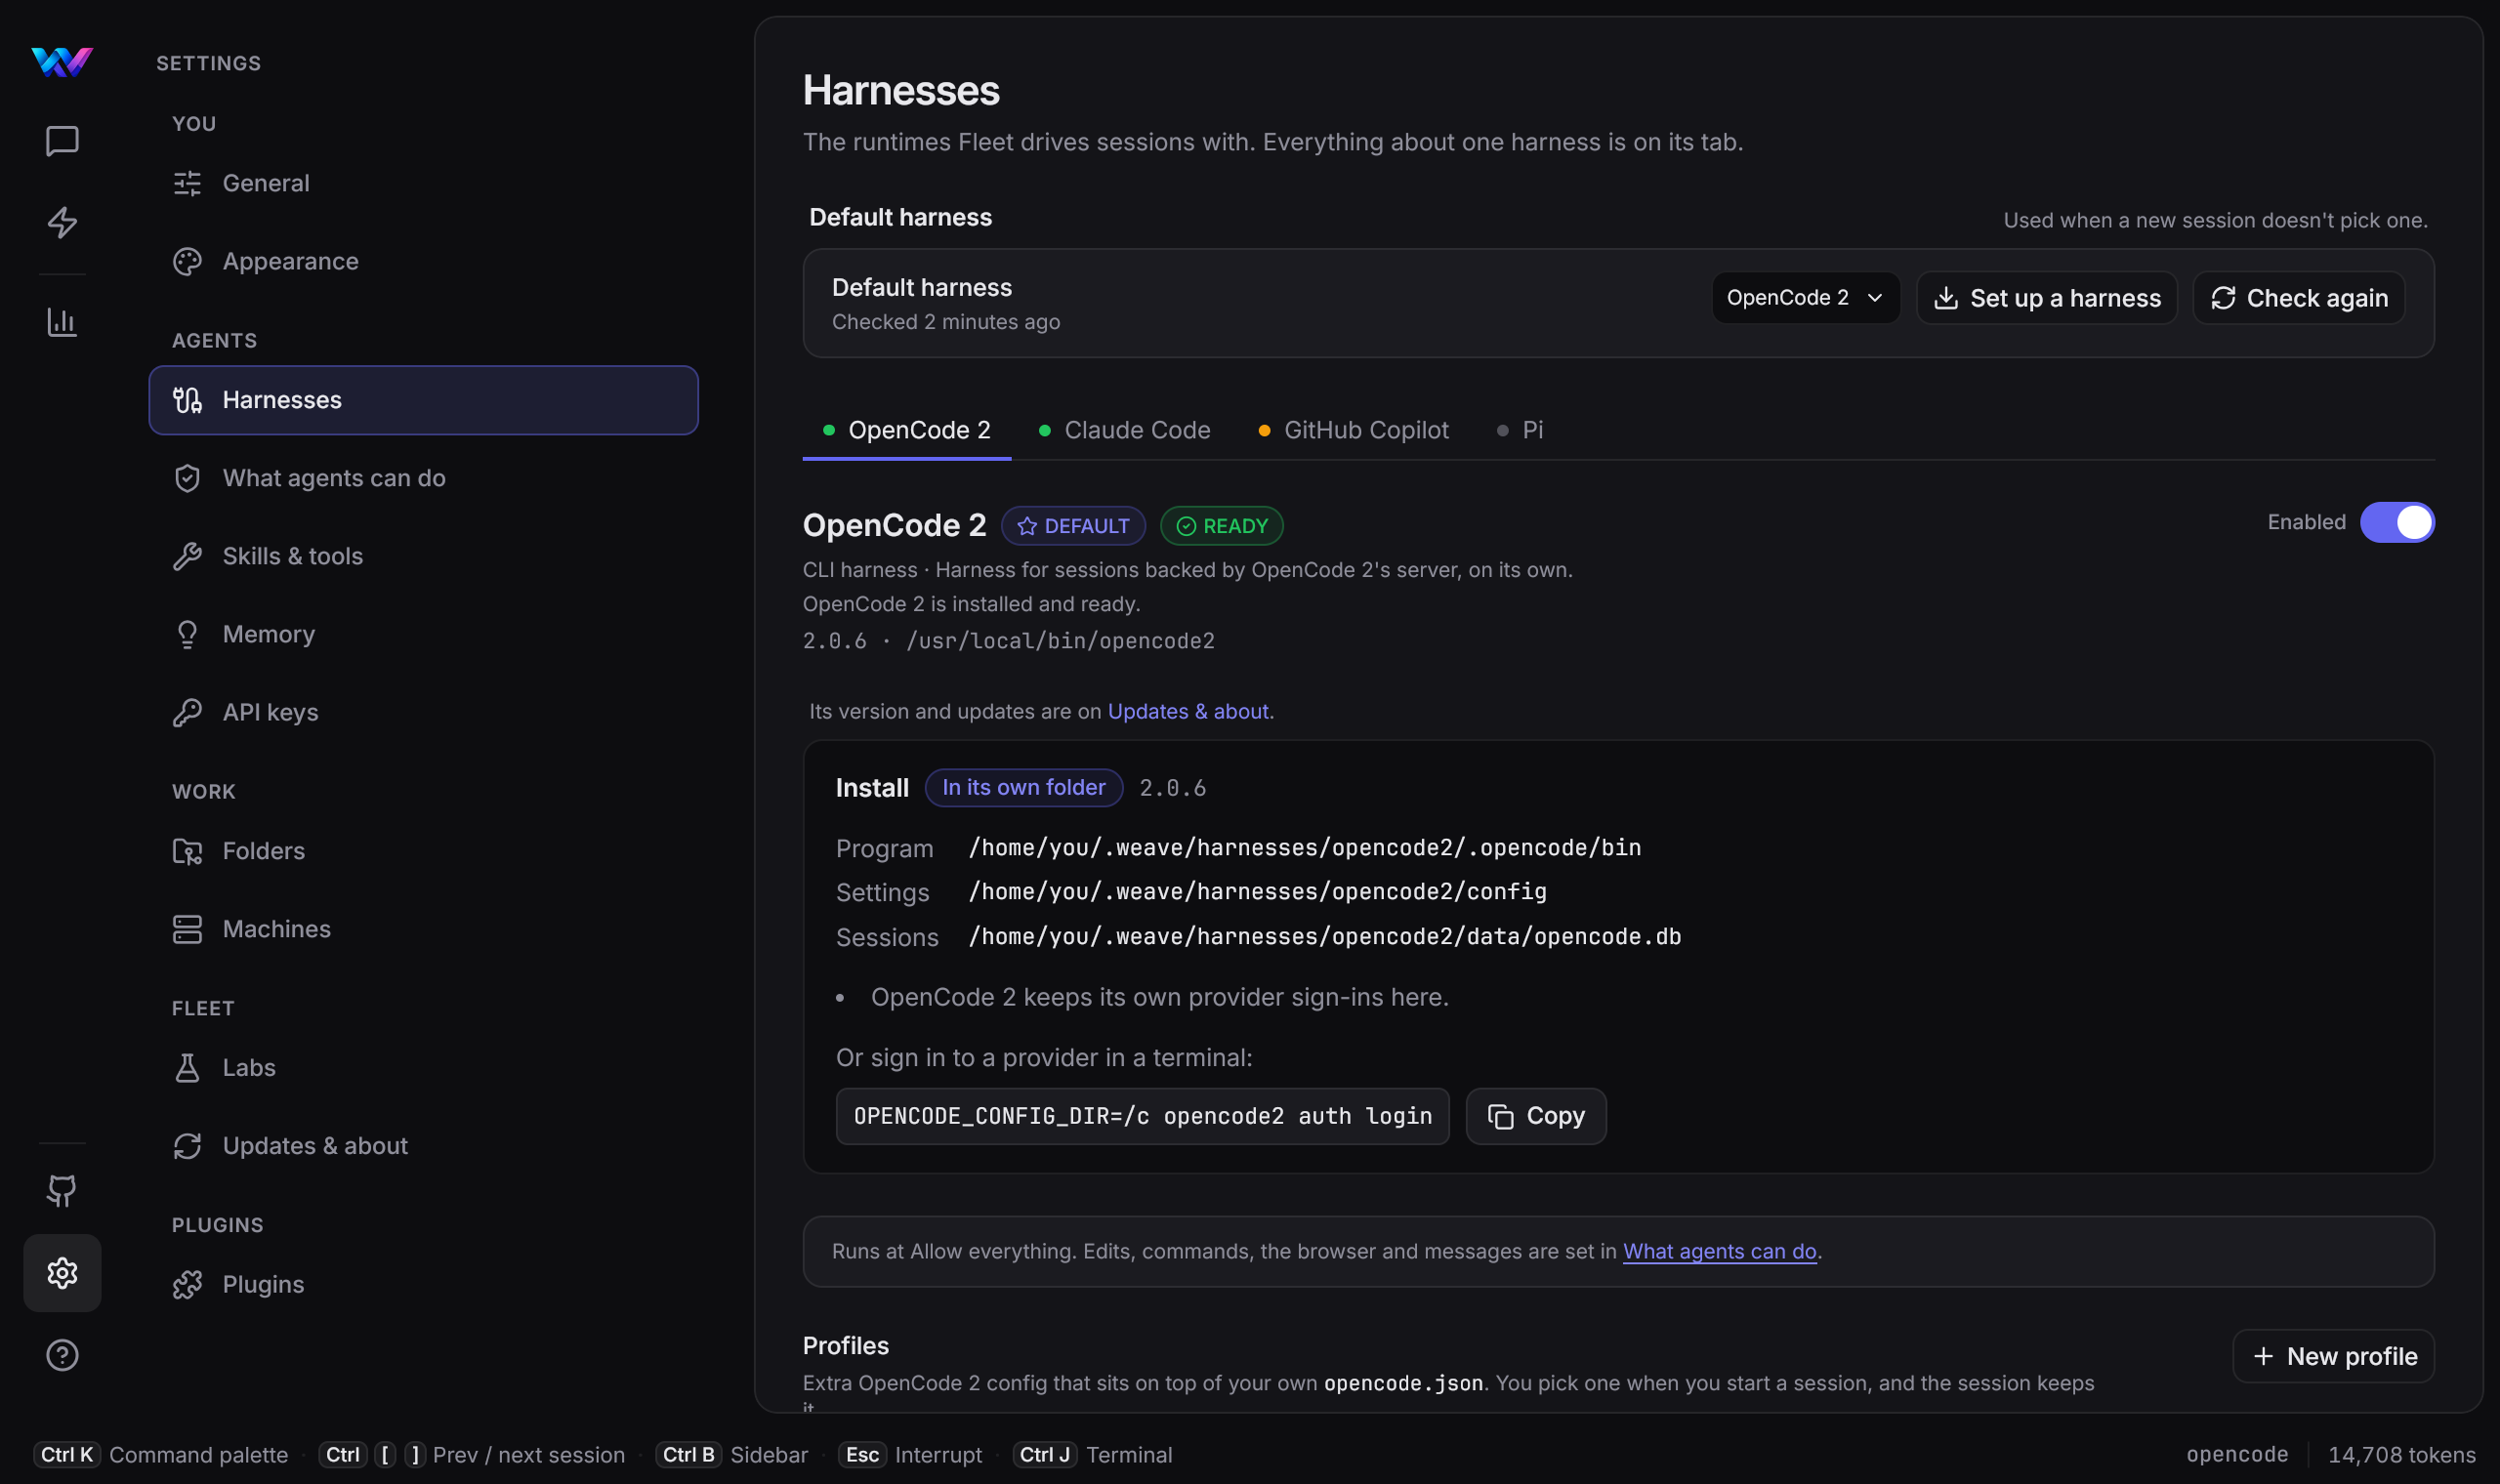 SETTINGS
YOU
General
Appearance
AGENTS
Harnesses
What agents can do
Skills & tools
Memory
API keys
WORK
Folders
Machines
FLEET
Labs
Updates & about
PLUGINS
Plugins
Harnesses
The runtimes Fleet drives sessions with. Everything about one harness is on its tab.
Default harness
Used when a new session doesn't pick one.
Default harness
Checked 2 minutes ago
OpenCode 2
Set up a harness
Check again
OpenCode 2
Claude Code
GitHub Copilot
Pi
OpenCode 2
DEFAULT
READY
Enabled
CLI harness · Harness for sessions backed by OpenCode 2's server, on its own.
OpenCode 2 is installed and ready.
2.0.6 · /usr/local/bin/opencode2
Its version and updates are on Updates & about.
Install
In its own folder
2.0.6
Program /home/you/.weave/harnesses/opencode2/.opencode/bin
Settings /home/you/.weave/harnesses/opencode2/config
Sessions /home/you/.weave/harnesses/opencode2/data/opencode.db
• OpenCode 2 keeps its own provider sign-ins here.
Or sign in to a provider in a terminal:
OPENCODE_CONFIG_DIR=/c opencode2 auth login
Copy
Runs at Allow everything. Edits, commands, the browser and messages are set in What agents can do.
Profiles
New profile
Extra OpenCode 2 config that sits on top of your own opencode.json. You pick one when you start a session, and the session keeps
it
Ctrl K Command palette · Ctrl [ ] Prev / next session · Ctrl B Sidebar · Esc Interrupt · Ctrl J Terminal
opencode
14,708 tokens